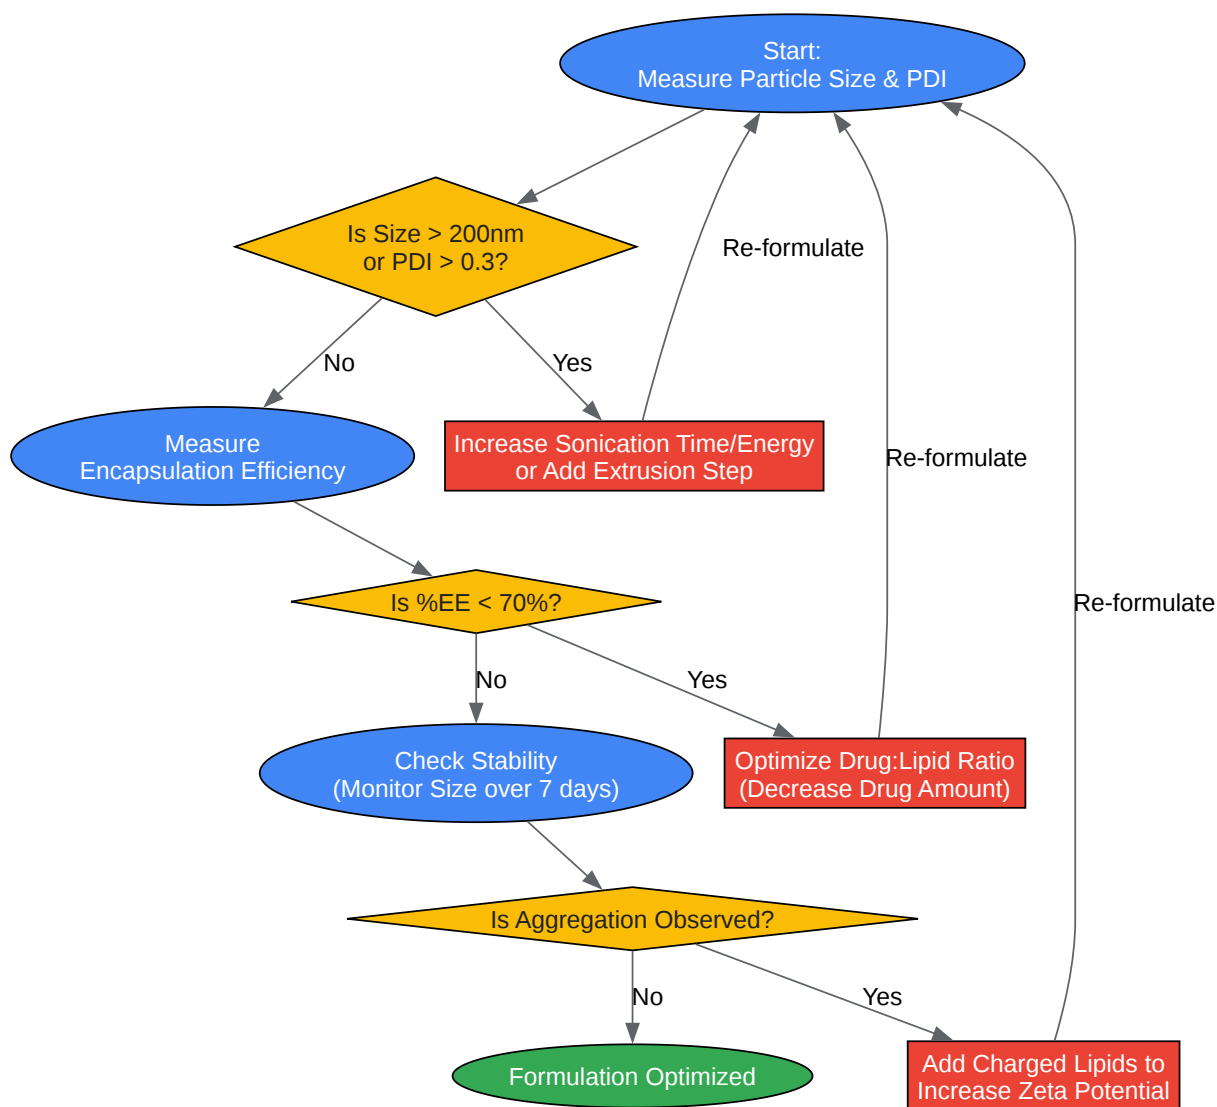 Start:
Measure Particle Size & PDI
Is Size > 200nm
or PDI > 0.3?
Re-formulate
No
Yes
Measure
Encapsulation Efficiency
Increase Sonication Time/Energy
or Add Extrusion Step
Re-formulate
Is %EE < 70%?
Re-formulate
No
Yes
Check Stability
(Monitor Size over 7 days)
Optimize Drug:Lipid Ratio
(Decrease Drug Amount)
Is Aggregation Observed?
No
Yes
Formulation Optimized
Add Charged Lipids to
Increase Zeta Potential